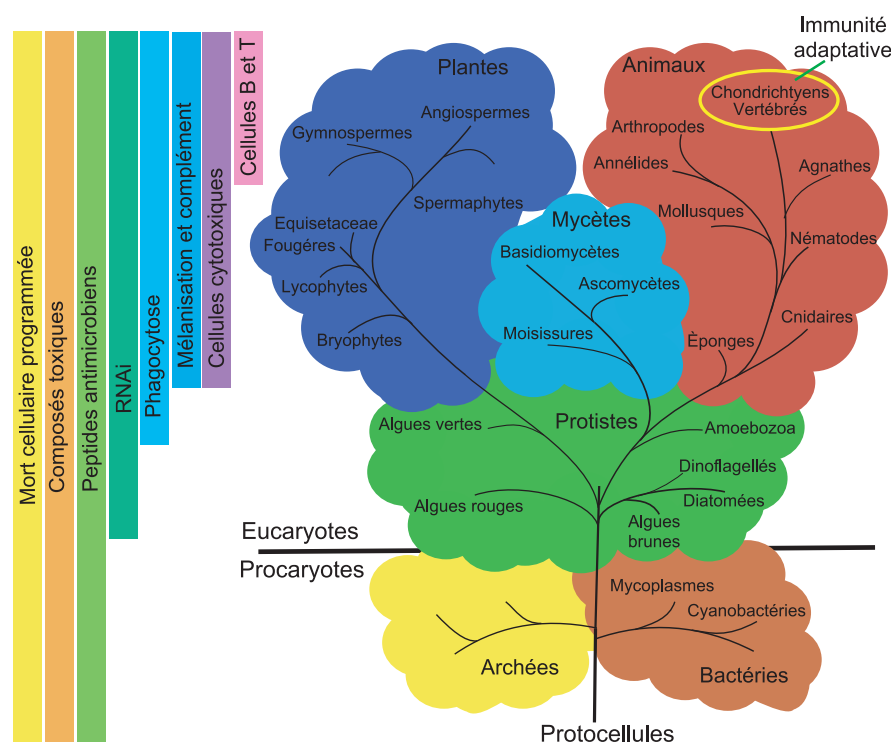 Mort cellulaire programmée
Composés toxiques
Peptides antimicrobiens
RNAi
Phagocytose
Mélanisation et complément
Cellules cytotoxiques
Cellules B et T
Immunité
adaptative
Plantes
Animaux
Chondrichtyens
Vertébrés
Angiospermes
Gymnospermes
Arthropodes
Annélides
Agnathes
Spermaphytes
Mollusques
Mycètes
Equisetaceae
Fougéres
Basidiomycètes
Nématodes
Lycophytes
Ascomycètes
Bryophytes
Moisissures
Cnidaires
Èponges
Algues vertes
Protistes
Amoebozoa
Dinoflagellés
Diatomées
Algues rouges
Algues
brunes
Eucaryotes
Procaryotes
Mycoplasmes
Cyanobactéries
Archées
Bactéries
Protocellules